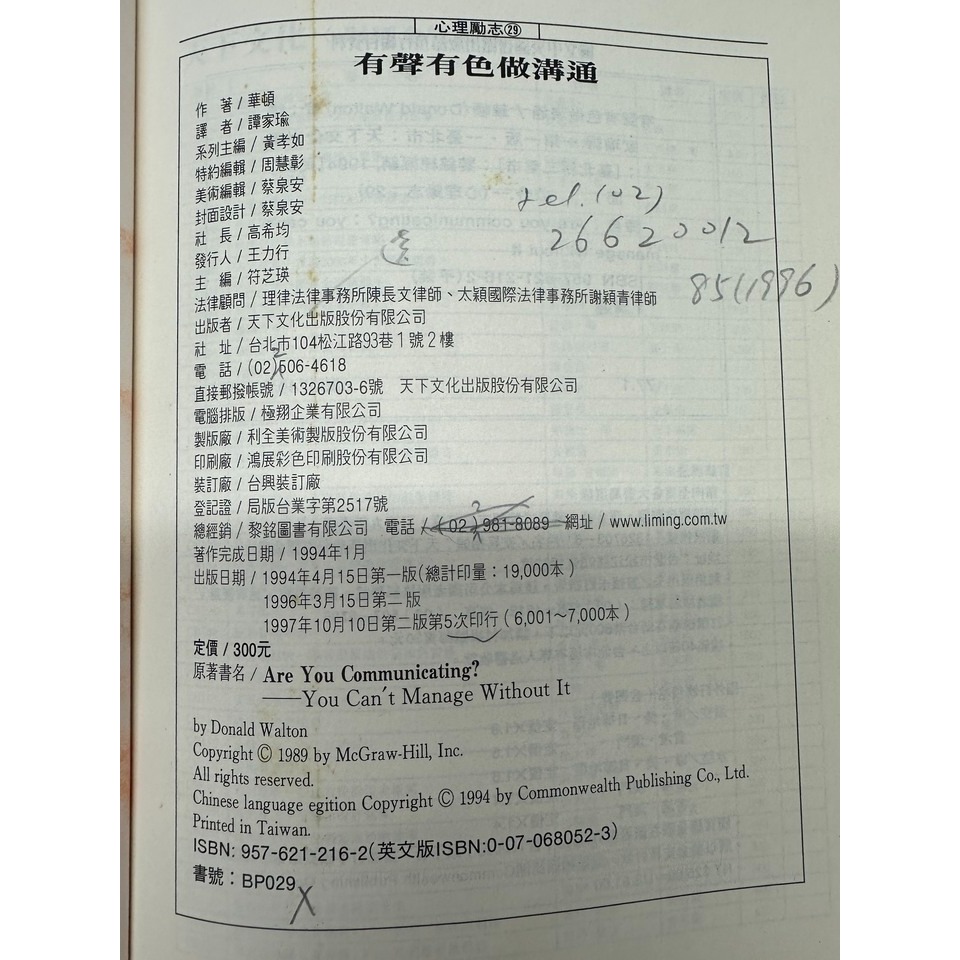 心理勵志㉙
有聲有色做溝通
作 著 / 華頓
譯 者 / 譚家瑜
系列主編 / 黃孝如
特約編輯 / 周慧彰
美術編輯 / 蔡泉安
封面設計 / 蔡泉安
社 長 / 高希均
發行人 / 王力行
主 編 / 符芝瑛
法律顧問 / 理律法律事務所陳長文律師、太穎國際法律事務所謝穎青律師
出版者 / 天下文化出版股份有限公司
社 址 / 台北市104松江路93巷1號2樓
電 話 / (02)506-4618
2
直接郵撥帳號 / 1326703-6號 天下文化出版股份有限公司
電腦排版 / 極翔企業有限公司
製版廠 / 利全美術製版股份有限公司
印刷廠 / 鴻展彩色印刷股份有限公司
裝訂廠 / 台興裝訂廠
登記證 / 局版台業字第2517號
總經銷 / 黎銘圖書有限公司 電話 / (02)981-8089 網址 / www.liming.com.tw
2
著作完成日期 / 1994年1月
出版日期 / 1994年4月15日第一版(總計印量：19,000本)
1996年3月15日第二版
1997年10月10日第二版第5次印行(6,001~7,000本)
定價 / 300元
原著書名 / Are You Communicating?
——You Can't Manage Without It
by Donald Walton
Copyright © 1989 by McGraw-Hill, Inc.
All rights reserved.
Chinese language egition Copyright © 1994 by Commonwealth Publishing Co., Ltd.
Printed in Taiwan.
ISBN: 957-621-216-2(英文版ISBN:0-07-068052-3)
書號：BP029
X
tel.(02)
26620012
85(1996)